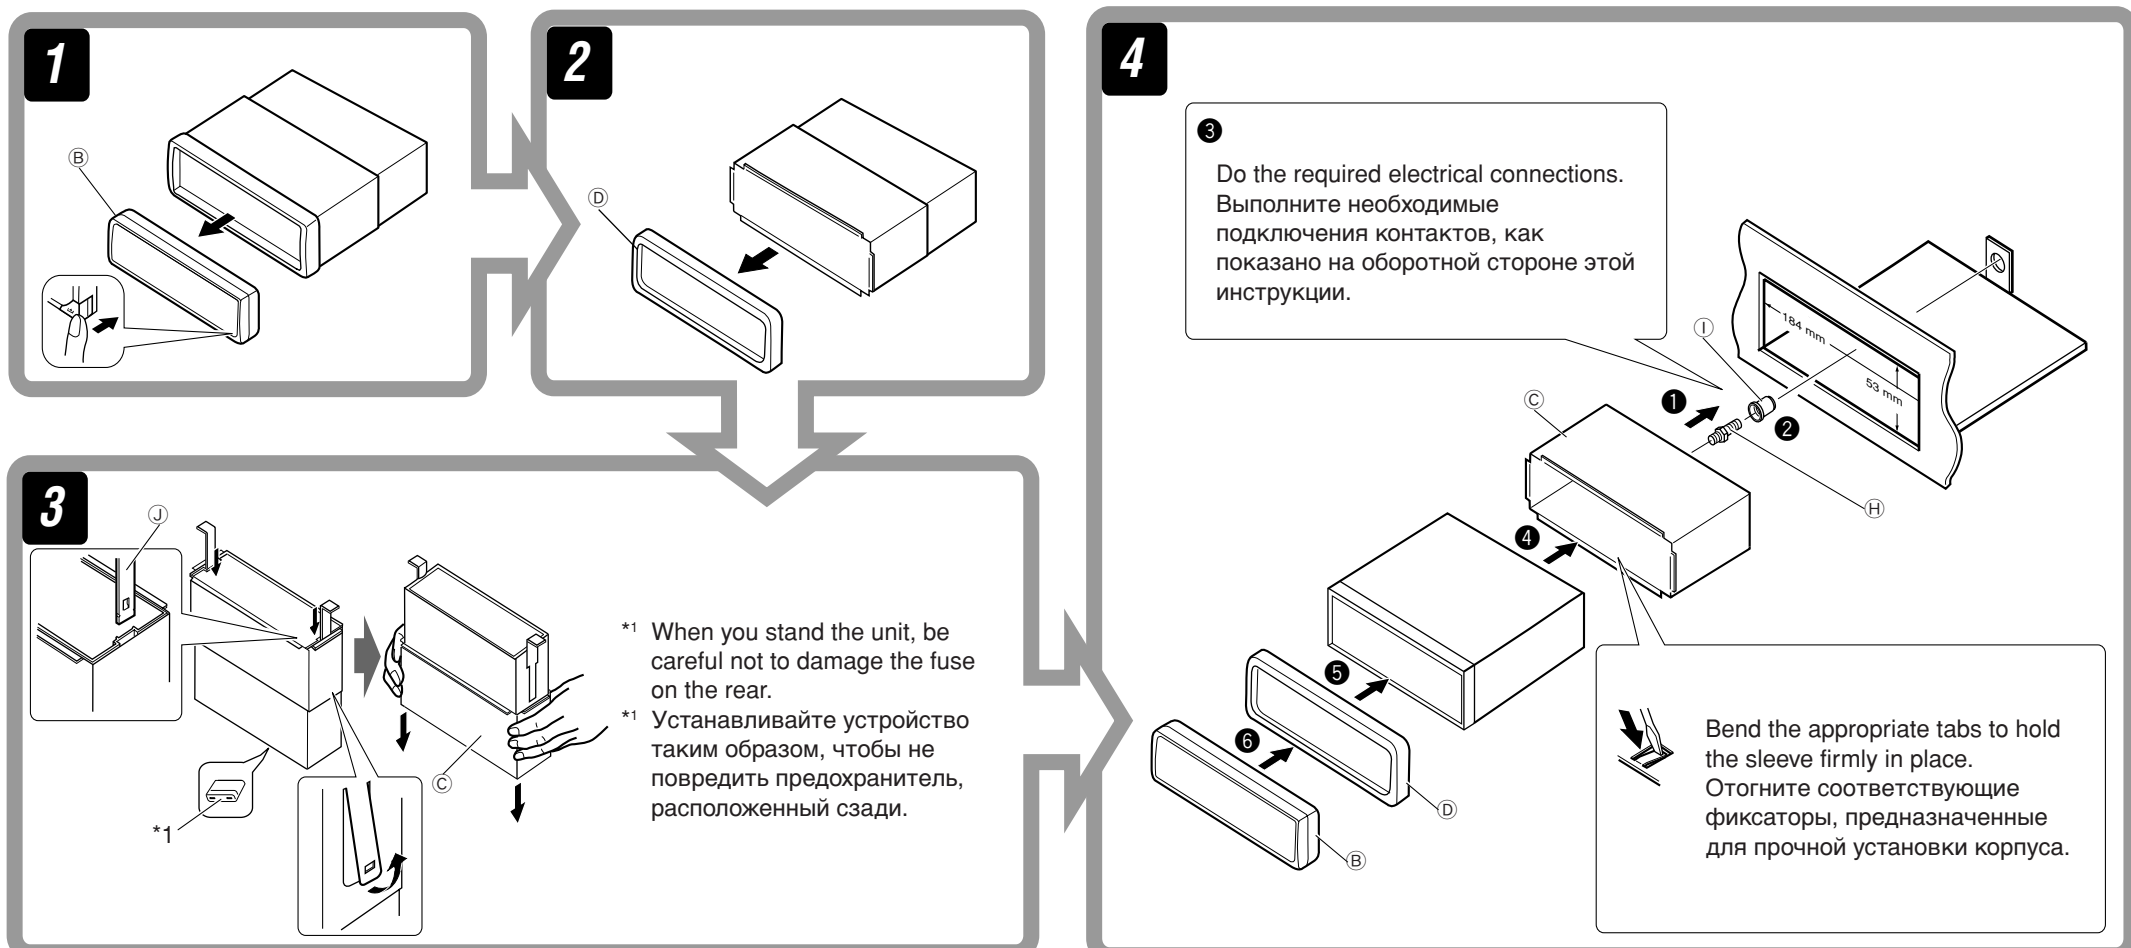 1
Ⓑ
2
Ⓓ
3
Ⓙ
*1
Ⓒ
*1 When you stand the unit, be
careful not to damage the fuse
on the rear.
*1 Устанавливайте устройство
таким образом, чтобы не
повредить предохранитель,
расположенный сзади.
4
❸
Do the required electrical connections.
Выполните необходимые
подключения контактов, как
показано на оборотной стороне этой
инструкции.
184 mm
53 mm
Ⓘ
❶
❷
Ⓒ
Ⓗ
❹
❺
❻
Ⓓ
Ⓑ
Bend the appropriate tabs to hold
the sleeve firmly in place.
Отогните соответствующие
фиксаторы, предназначенные
для прочной установки корпуса.